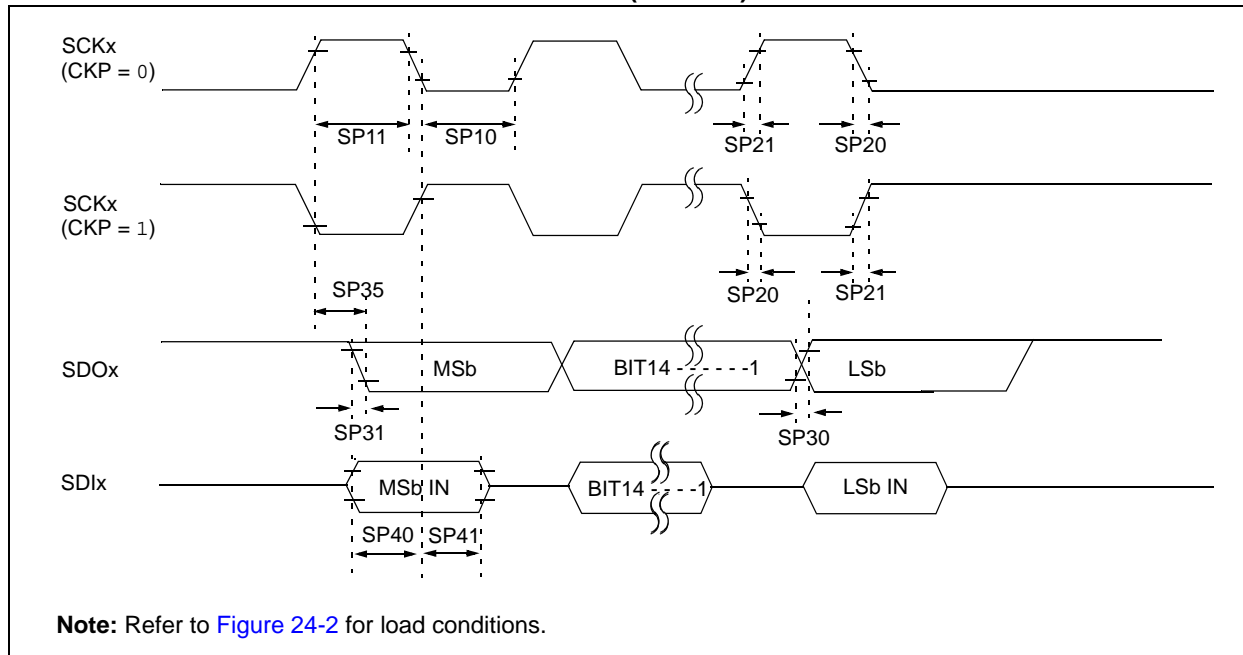 SCKx
(CKP = 0)
SP11
SP10
SP21
SP20
SCKx
(CKP = 1)
SP35
SP20
SP21
SDOx
MSb
BIT14 - - - - - -1
LSb
SP31
SP30
SDIx
MSb IN
BIT14 - - - -1
LSb IN
SP40
SP41
Note: Refer to Figure 24-2 for load conditions.